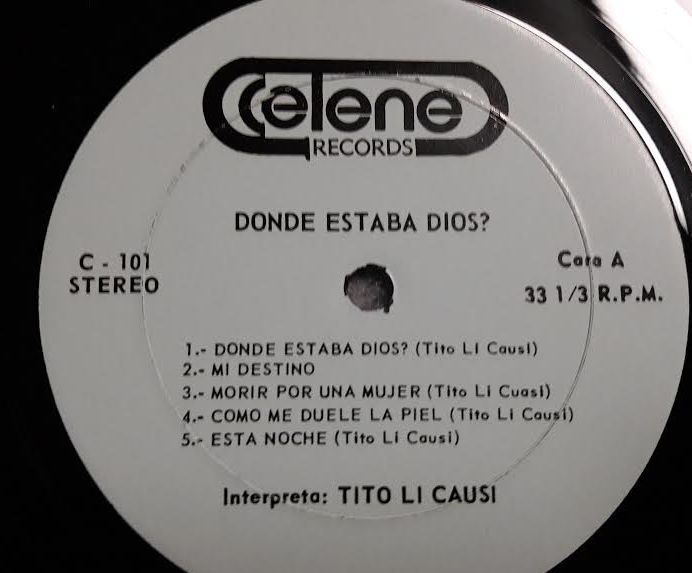 Celene
RECORDS
DONDE ESTABA DIOS?
C - 101
STEREO
Cara A
33 1/3 R.P.M.
1.- DONDE ESTABA DIOS? (Tito Li Causi)
2.- MI DESTINO
3.- MORIR POR UNA MUJER (Tito Li Cuasi)
4.- COMO ME DUELE LA PIEL (Tito Li Causi)
5.- ESTA NOCHE (Tito Li Causi)
Interpreta: TITO LI CAUSI